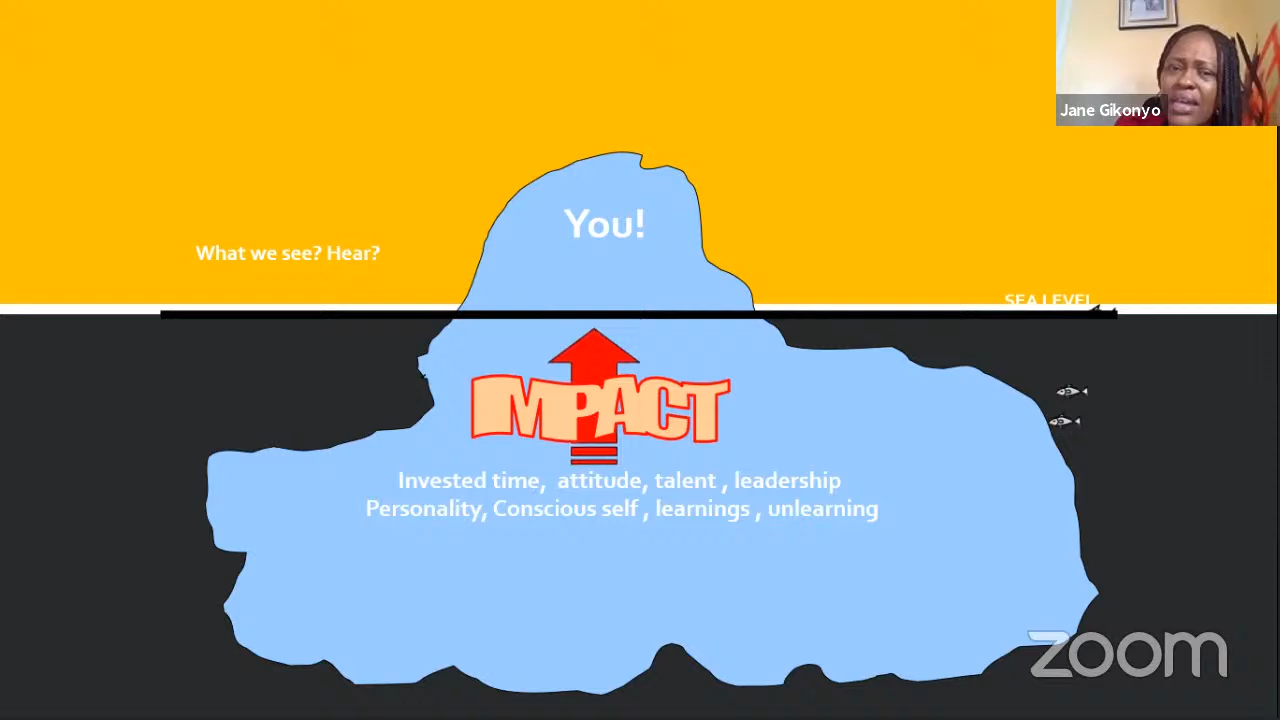 Jane Gikonyo
You!
What we see? Hear?
SEA LEVEL
IMPACT
Invested time, attitude, talent , leadership
Personality, Conscious self , learnings , unlearning
zoom